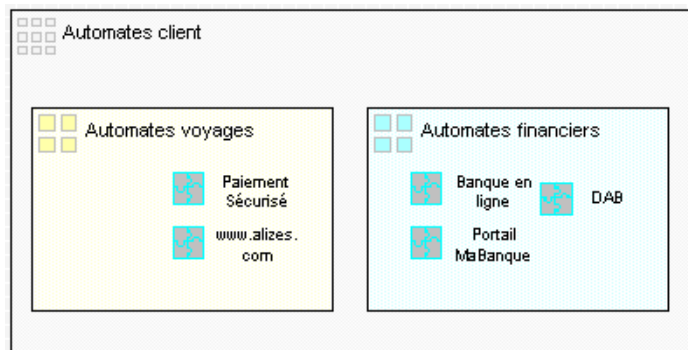 Automates client
Automates voyages
Paiement
Sécurisé
www.alizes.
com
Automates financiers
Banque en
ligne
DAB
Portail
MaBanque